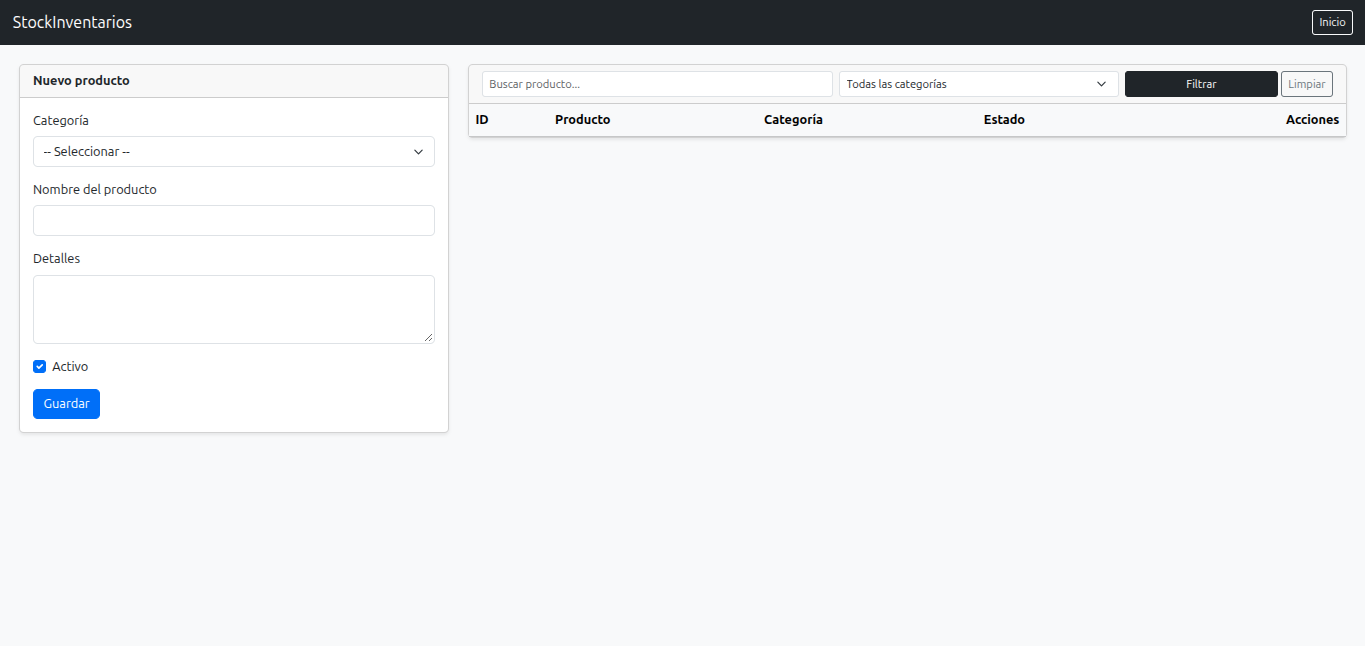 StockInventarios
Inicio
Nuevo producto
Categoría
-- Seleccionar --
Nombre del producto
Detalles
Activo
Guardar
Buscar producto...
Todas las categorías
Filtrar
Limpiar
ID Producto Categoría Estado Acciones